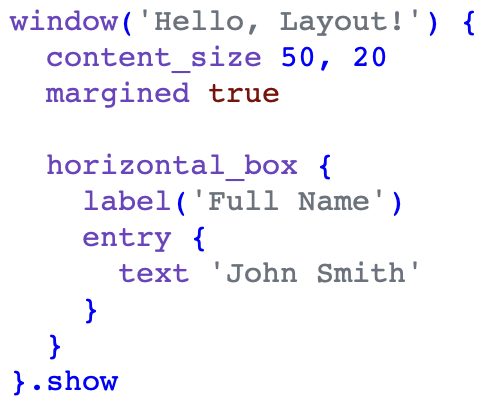 window('Hello, Layout!') {
  content_size 50, 20
  margined true

  horizontal_box {
    label('Full Name')
    entry {
      text 'John Smith'
    }
  }
}.show